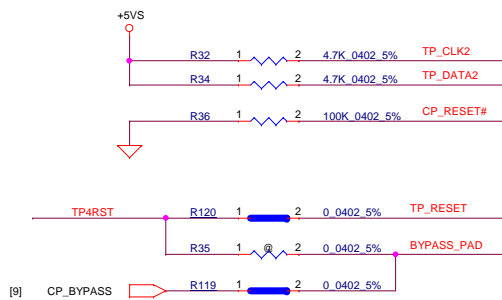 +5VS
R32 1 2 4.7K_0402_5% TP_CLK2
R34 1 2 4.7K_0402_5% TP_DATA2
R36 1 2 100K_0402_5% CP_RESET#
TP4RST R120 1 2 0_0402_5% TP_RESET
R35 1 @ 2 0_0402_5% BYPASS_PAD
[9] CP_BYPASS R119 1 2 0_0402_5%